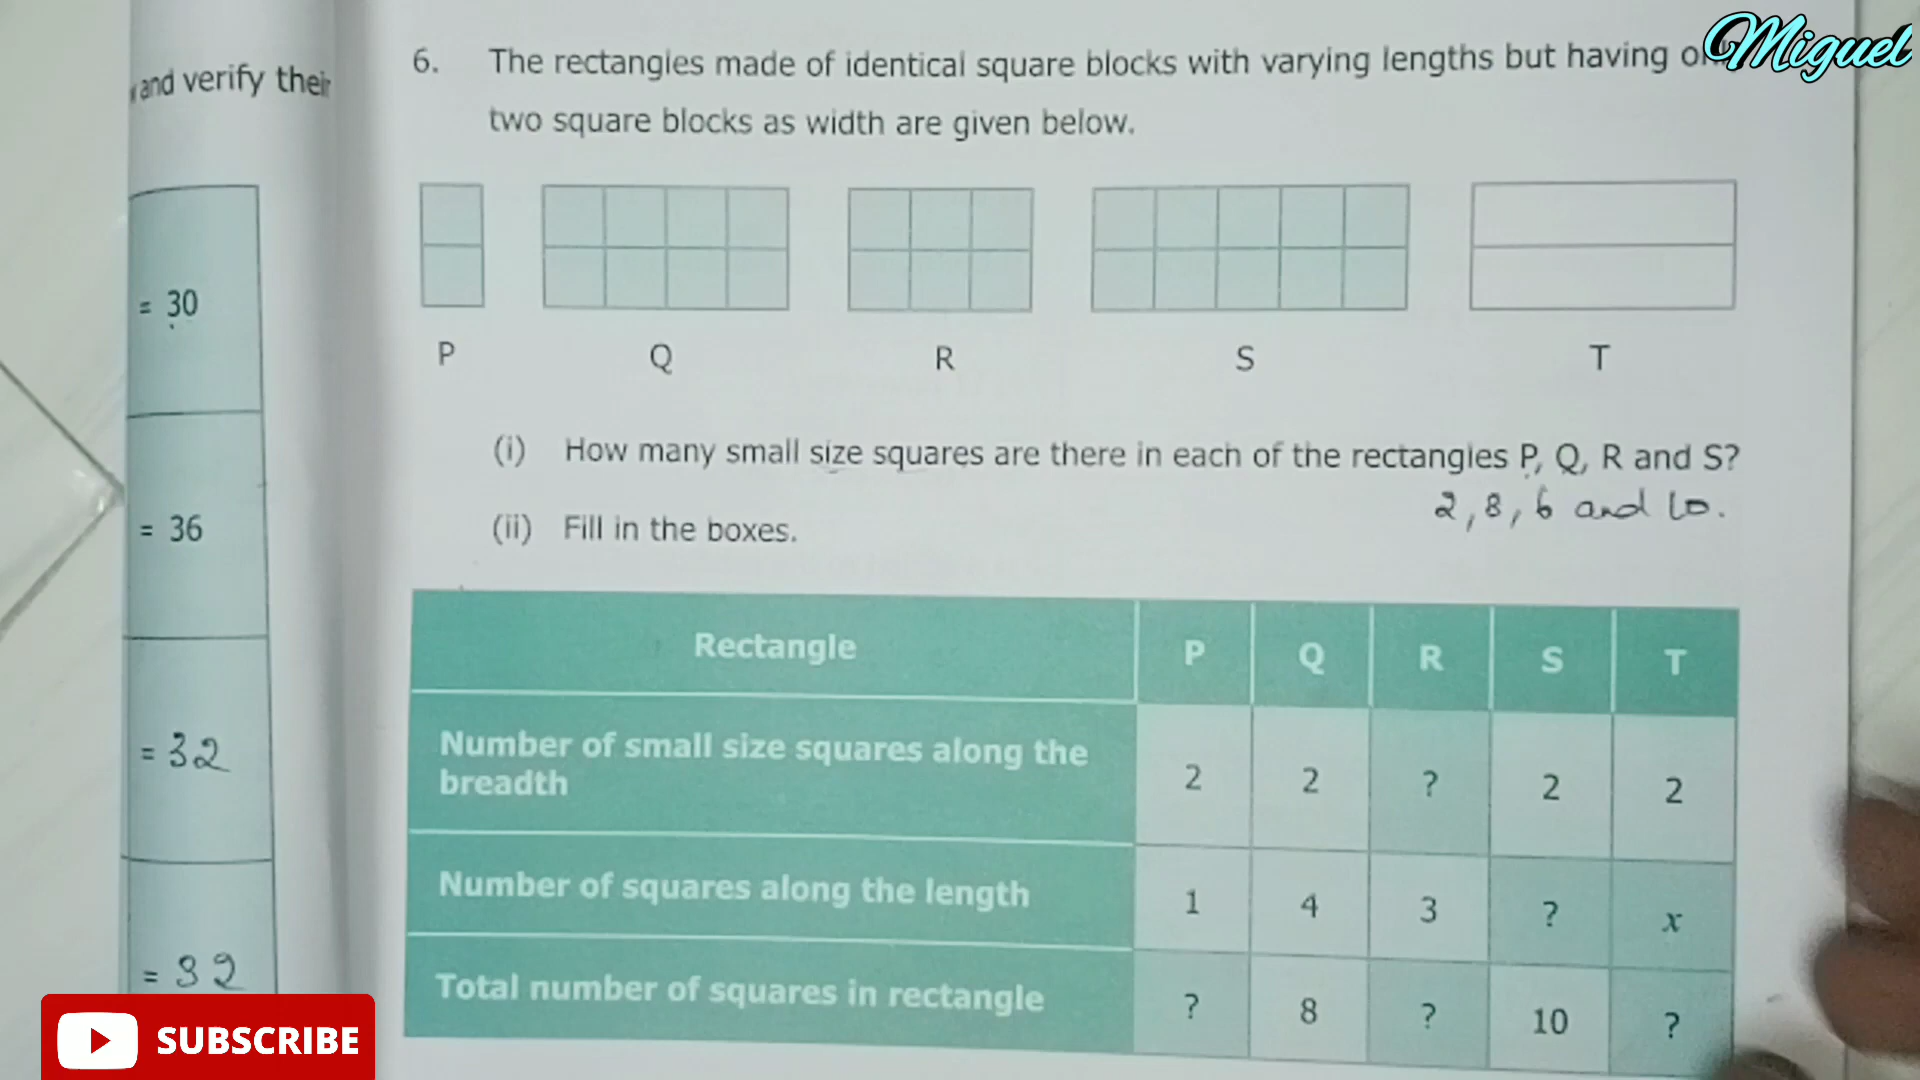 Miguel
and verify their
= 30
= 36
= 32
= 32
6. The rectangles made of identical square blocks with varying lengths but having
two square blocks as width are given below.
P Q R S T
(i) How many small size squares are there in each of the rectangles P, Q, R and S?
2, 8, 6 and 10.
(ii) Fill in the boxes.
Rectangle P Q R S T
Number of small size squares along the
breadth 2 2 ? 2 2
Number of squares along the length 1 4 3 ? x
Total number of squares in rectangle ? 8 ? 10 ?
SUBSCRIBE